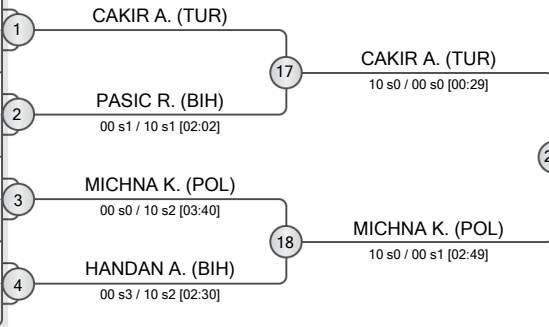 1
CAKIR A. (TUR)
17
CAKIR A. (TUR)
10 s0 / 00 s0 [00:29]
2
PASIC R. (BIH)
00 s1 / 10 s1 [02:02]
3
MICHNA K. (POL)
00 s0 / 10 s2 [03:40]
18
MICHNA K. (POL)
10 s0 / 00 s1 [02:49]
4
HANDAN A. (BIH)
00 s3 / 10 s2 [02:30]